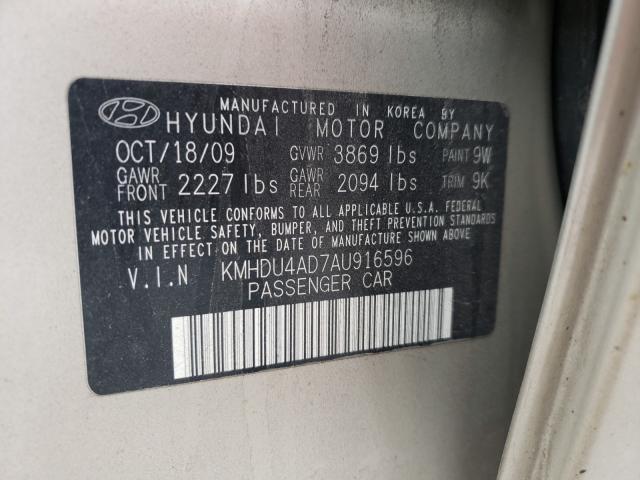 MANUFACTURED IN KOREA BY
HYUNDAI MOTOR COMPANY
OCT/18/09 GVWR 3869 lbs PAINT 9W
GAWR FRONT 2227 lbs GAWR REAR 2094 lbs TRIM 9K
THIS VEHICLE CONFORMS TO ALL APPLICABLE U.S.A. FEDERAL
MOTOR VEHICLE SAFETY, BUMPER, AND THEFT PREVENTION STANDARDS
IN EFFECT ON THE DATE OF MANUFACTURE SHOWN ABOVE.
V.I.N KMHDU4AD7AU916596
PASSENGER CAR